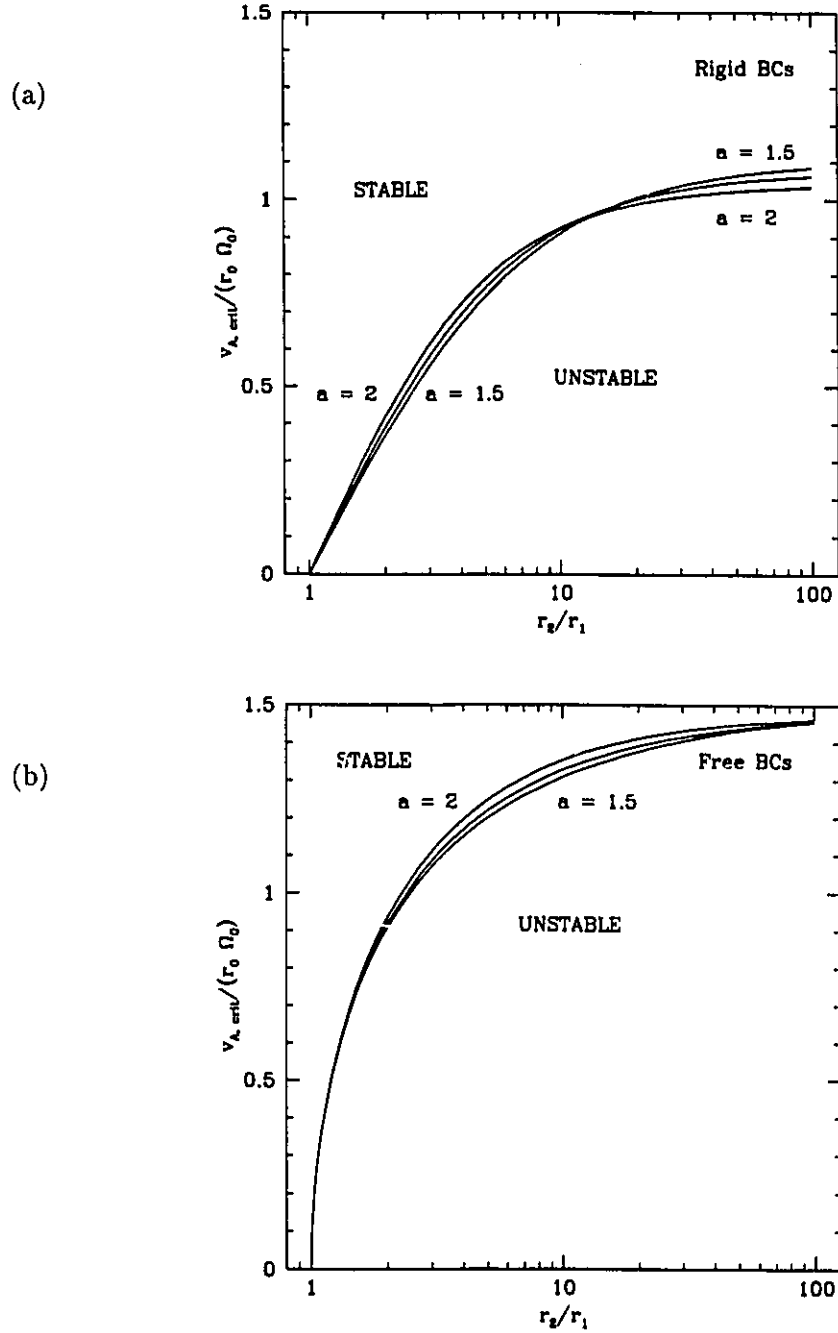 (a)
1.5
Rigid BCs
a = 1.5
STABLE
1
a = 2
v_A, crit/(r_0 Ω_0)
UNSTABLE
0.5
a = 2 a = 1.5
0
1 10 100
r_2/r_1
(b)
1.5
STABLE
Free BCs
a = 2 a = 1.5
1
UNSTABLE
v_A, crit/(r_0 Ω_0)
0.5
0
1 10 100
r_2/r_1